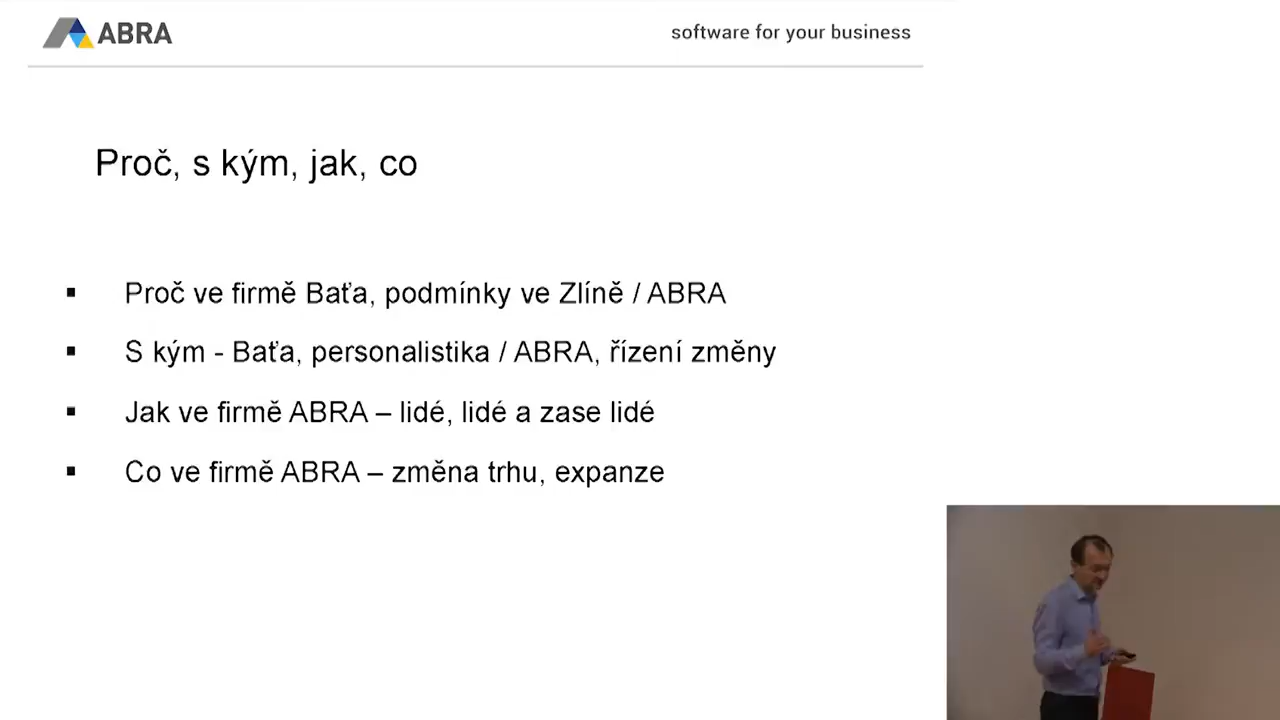 ABRA
software for your business
Proč, s kým, jak, co
▪ Proč ve firmě Baťa, podmínky ve Zlíně / ABRA
▪ S kým - Baťa, personalistika / ABRA, řízení změny
▪ Jak ve firmě ABRA – lidé, lidé a zase lidé
▪ Co ve firmě ABRA – změna trhu, expanze